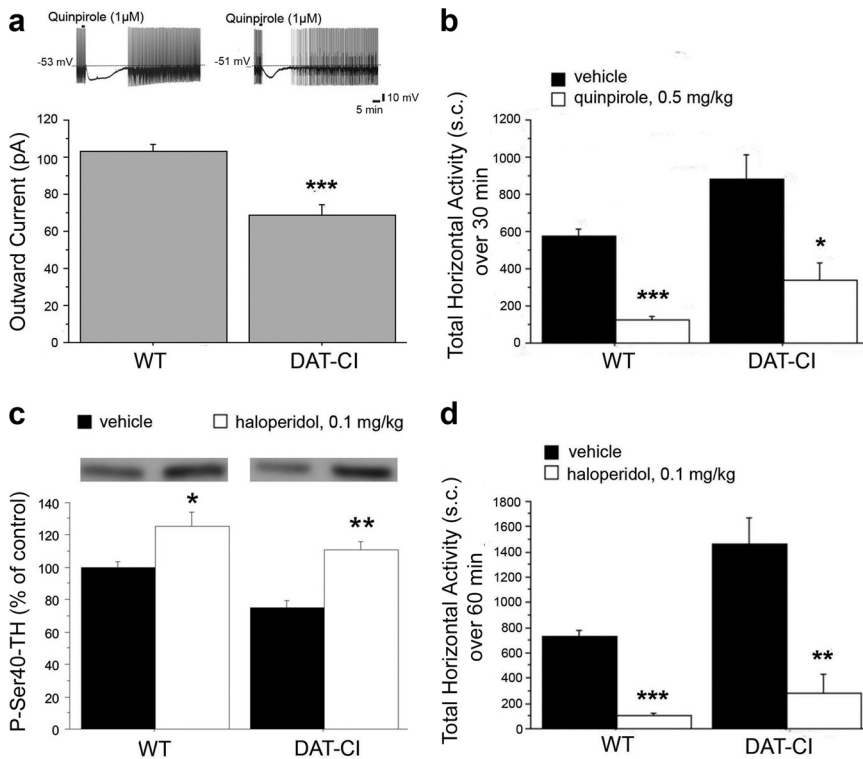 a
Quinpirole (1μM)
Quinpirole (1μM)
-53 mV
-51 mV
10 mV
5 min
Outward Current (pA)
120
100
80
60
40
20
0
***
WT
DAT-CI
b
vehicle
quinpirole, 0.5 mg/kg
Total Horizontal Activity (s.c.)
over 30 min
1200
1000
800
600
400
200
0
***
*
WT
DAT-CI
c
vehicle
haloperidol, 0.1 mg/kg
P-Ser40-TH (% of control)
140
120
100
80
60
40
20
0
*
**
WT
DAT-CI
d
vehicle
haloperidol, 0.1 mg/kg
Total Horizontal Activity (s.c.)
over 60 min
1800
1600
1400
1200
1000
800
600
400
200
0
***
**
WT
DAT-CI